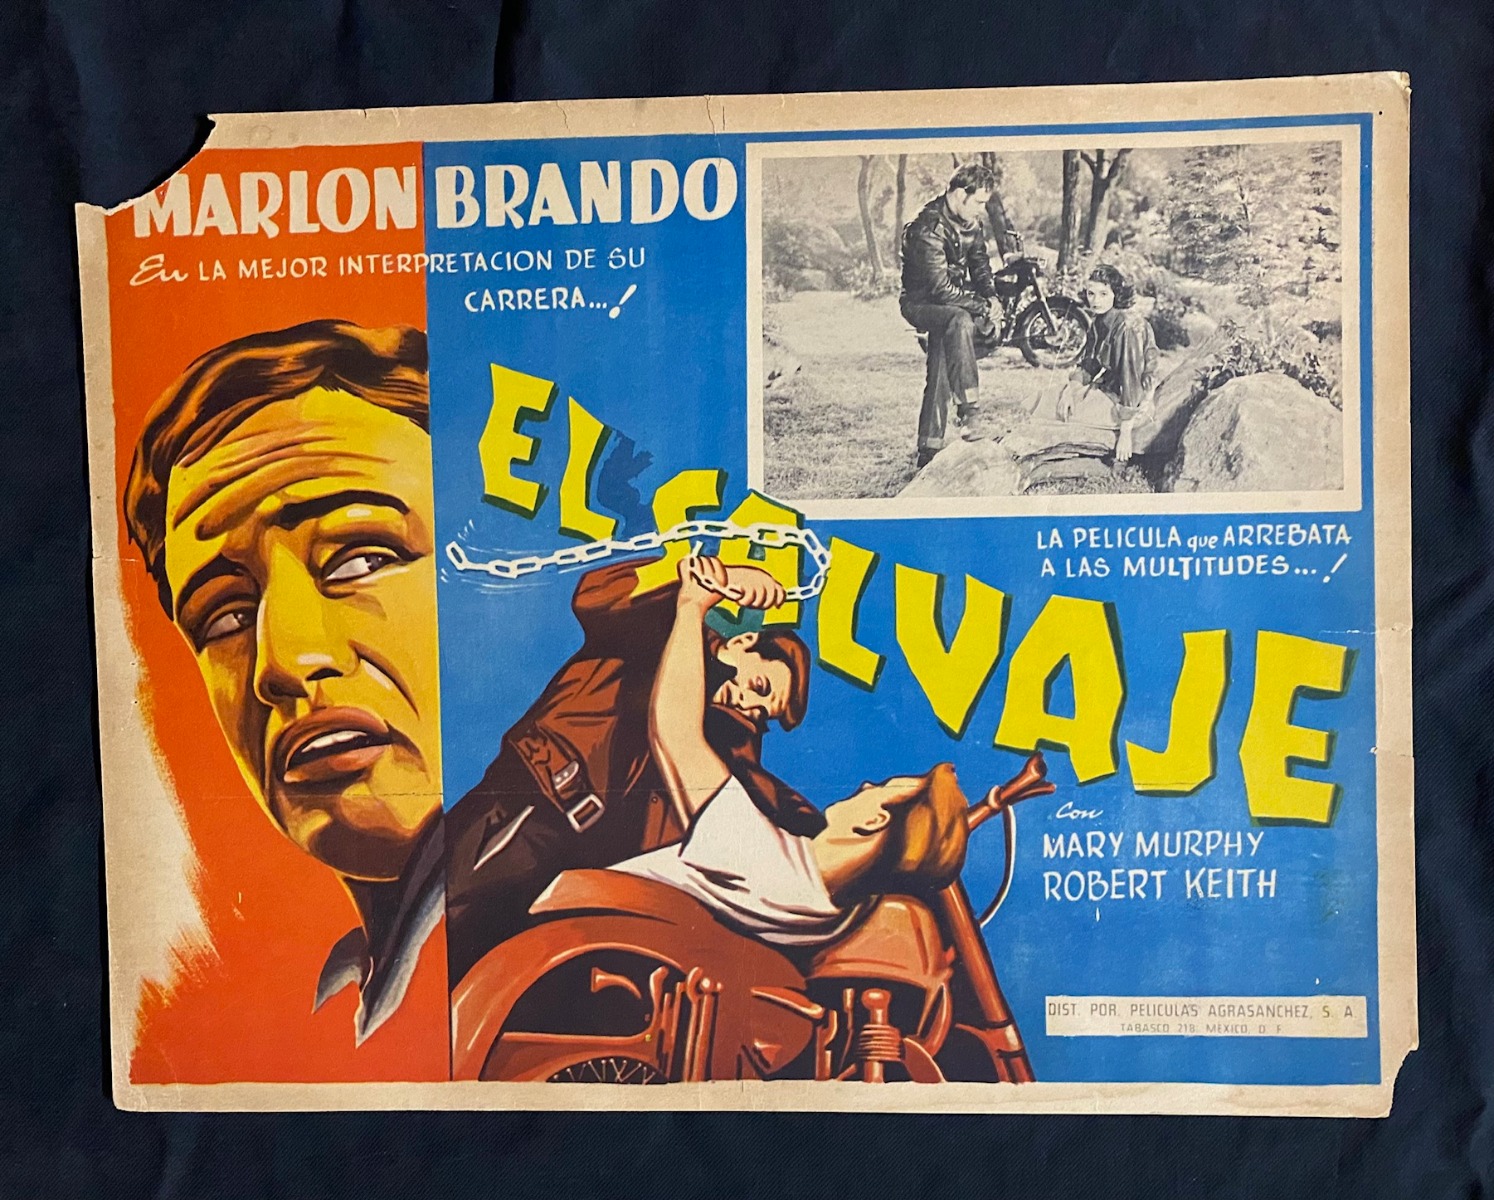 MARLON BRANDO
En LA MEJOR INTERPRETACION DE SU
CARRERA...!
EL SALVAJE
LA PELICULA que ARREBATA
A LAS MULTITUDES...!
Con
MARY MURPHY
ROBERT KEITH
DIST. POR. PELICULAS AGRASANCHEZ, S. A.
TABASCO 218. MEXICO, D. F.